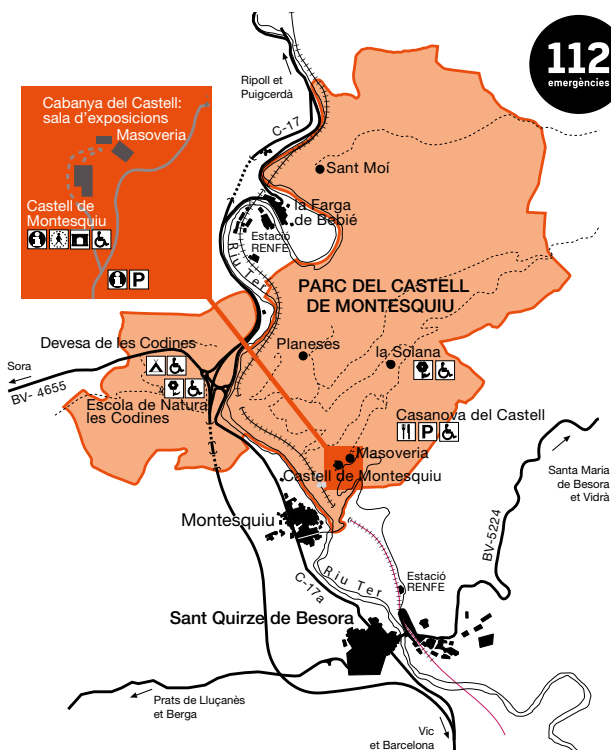 112
emergències
Ripoll et
Puigcerdà
C-17
Cabanya del Castell:
sala d'exposicions
Masoveria
Castell de
Montesquiu
i
i P
Sant Moí
la Farga
de Bebié
Estació
RENFE
Riu Ter
PARC DEL CASTELL
DE MONTESQUIU
Devesa de les Codines
Planeses
la Solana
Sora
BV- 4655
Escola de Natura
les Codines
Casanova del Castell
P
Masoveria
Castell de Montesquiu
Santa Maria
de Besora
et Vidrà
BV-5224
Montesquiu
C-17a
Riu Ter
Estació
RENFE
Sant Quirze de Besora
Prats de Lluçanès
et Berga
Vic
et Barcelona